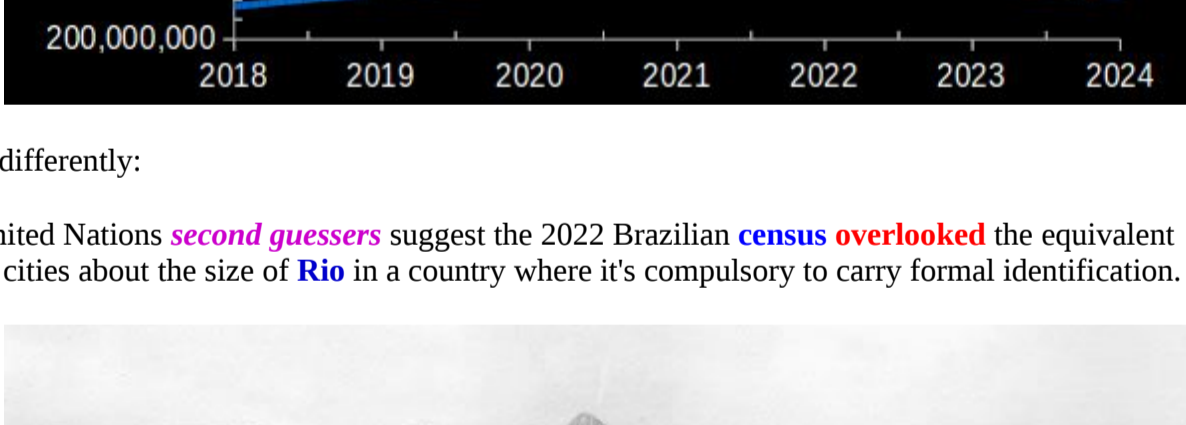 200,000,000
2018 2019 2020 2021 2022 2023 2024
differently:
nited Nations second guessers suggest the 2022 Brazilian census overlooked the equivalent
cities about the size of Rio in a country where it's compulsory to carry formal identification.